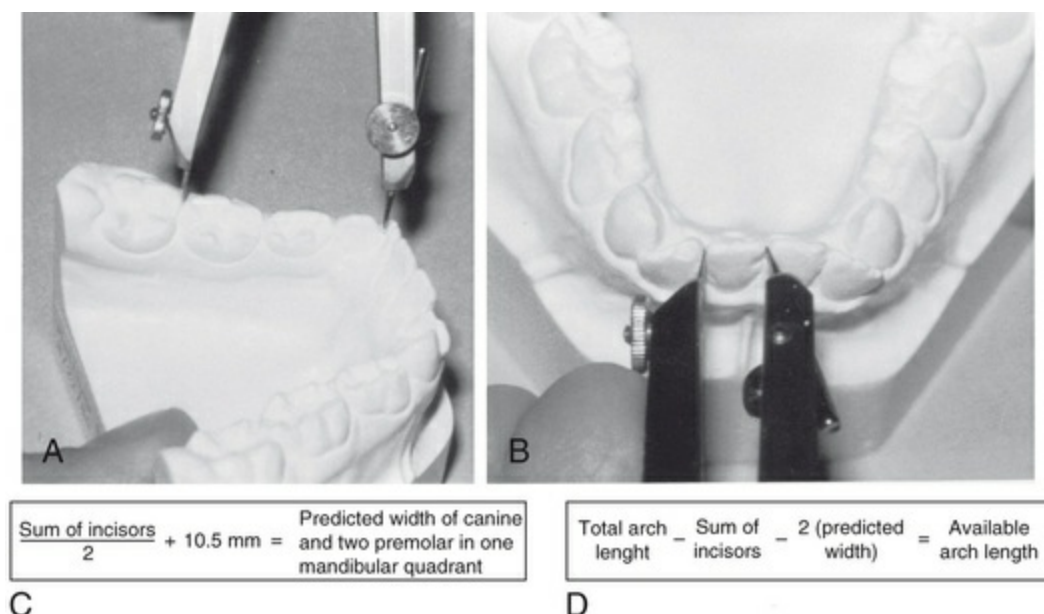 A
B
Sum of incisors
2
+ 10.5 mm =
Predicted width of canine
and two premolar in one
mandibular quadrant
Total arch
lenght
–
Sum of
incisors
–
2 (predicted
width)
=
Available
arch length
C
D